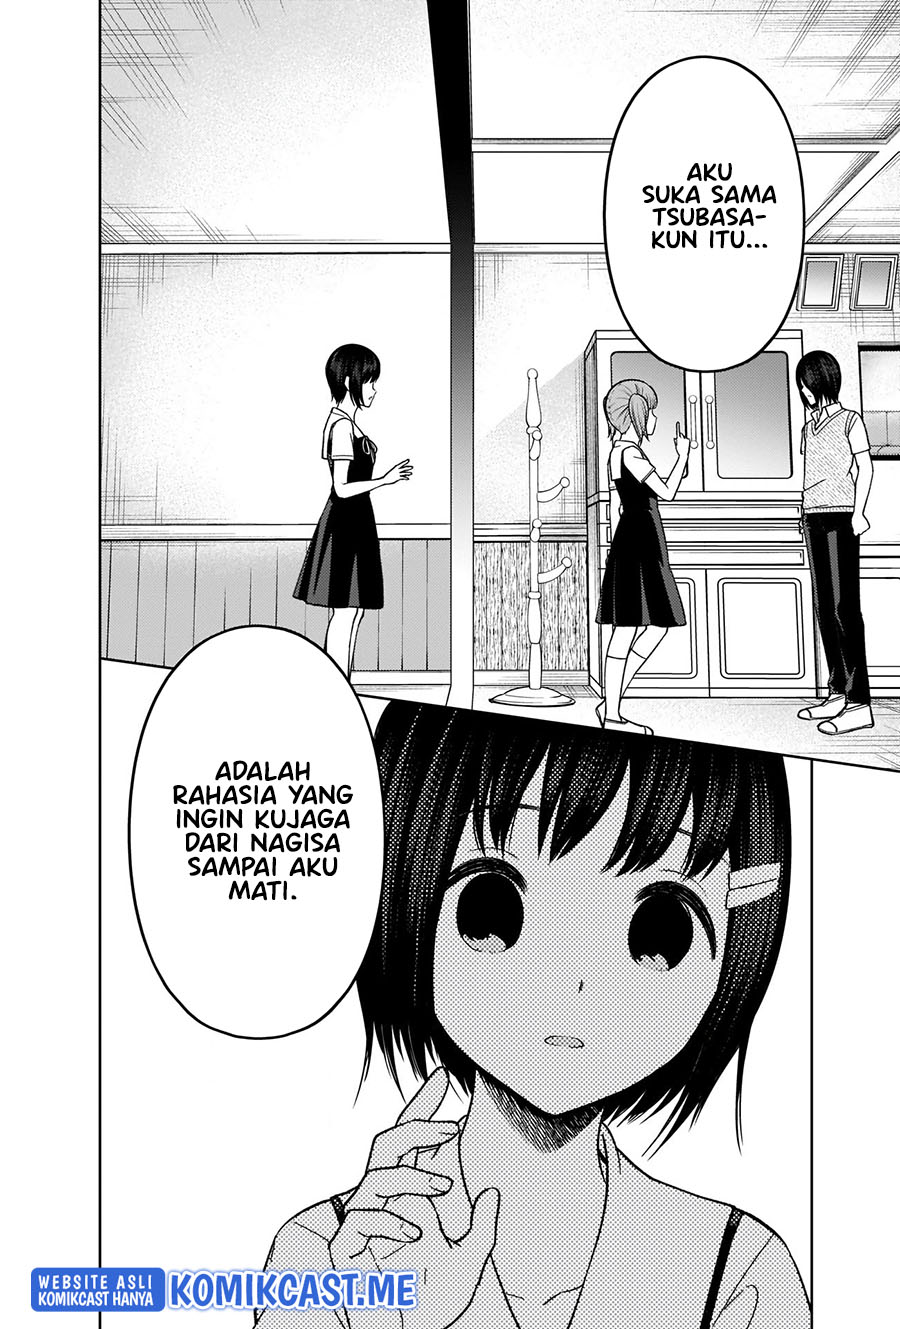 AKU
SUKA SAMA
TSUBASA-
KUN ITU...
ADALAH
RAHASIA YANG
INGIN KUJAGA
DARI NAGISA
SAMPAI AKU
MATI.
WEBSITE ASLI
KOMIKCAST HANYA
KOMIKCAST.ME